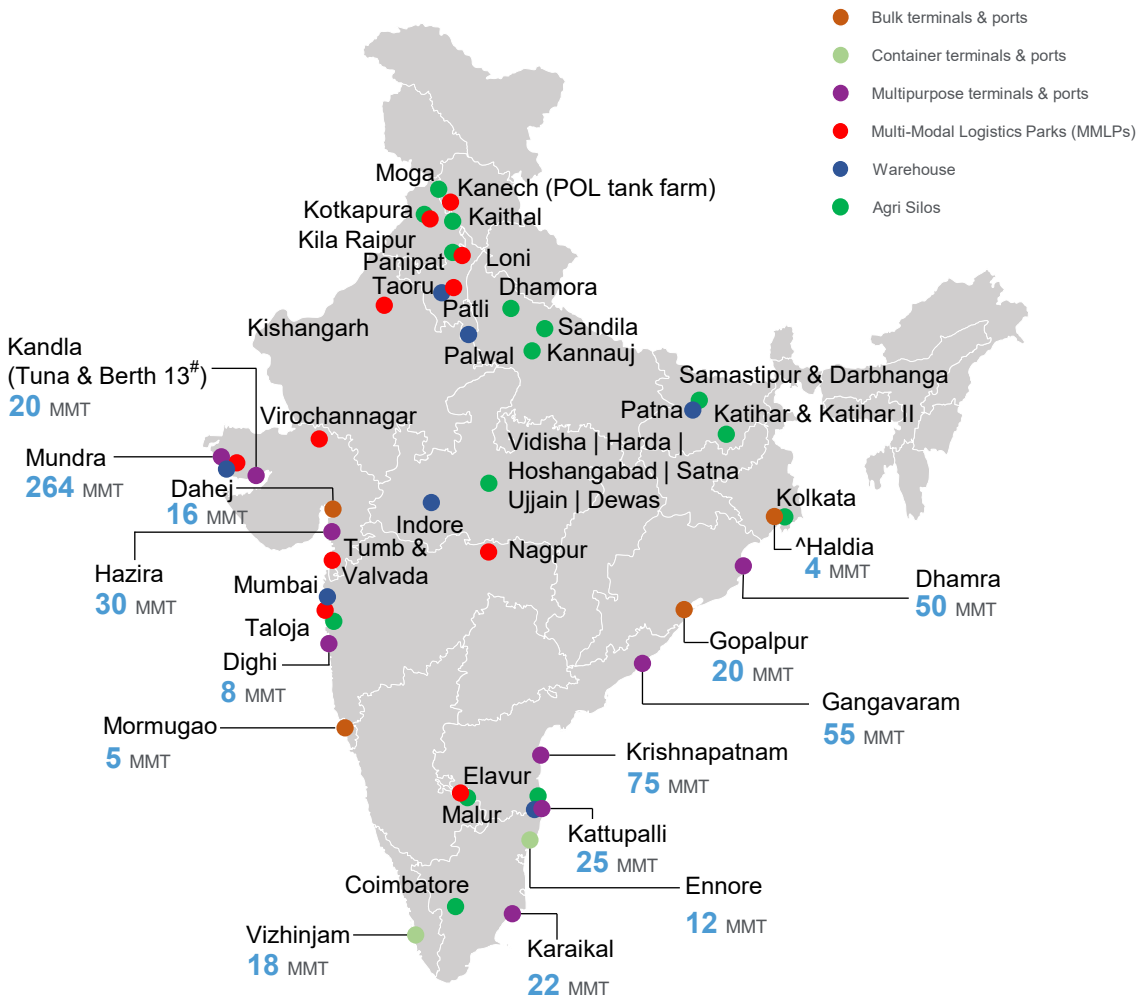 Bulk terminals & ports
Container terminals & ports
Multipurpose terminals & ports
Multi-Modal Logistics Parks (MMLPs)
Warehouse
Agri Silos
Moga
Kanech (POL tank farm)
Kotkapura
Kaithal
Kila Raipur
Panipat
Loni
Taoru
Dhamora
Patli
Kishangarh
Sandila
Palwal
Kannauj
Kandla
(Tuna & Berth 13#)
20 MMT
Samastipur & Darbhanga
Patna
Katihar & Katihar II
Virochannagar
Vidisha | Harda |
Hoshangabad | Satna
Ujjain | Dewas
Mundra
264 MMT
Dahej
16 MMT
Indore
Kolkata
Tumb &
Valvada
Nagpur
^Haldia
4 MMT
Hazira
30 MMT
Mumbai
Dhamra
50 MMT
Taloja
Gopalpur
20 MMT
Dighi
8 MMT
Gangavaram
55 MMT
Mormugao
5 MMT
Krishnapatnam
75 MMT
Elavur
Malur
Kattupalli
25 MMT
Coimbatore
Ennore
12 MMT
Vizhinjam
18 MMT
Karaikal
22 MMT